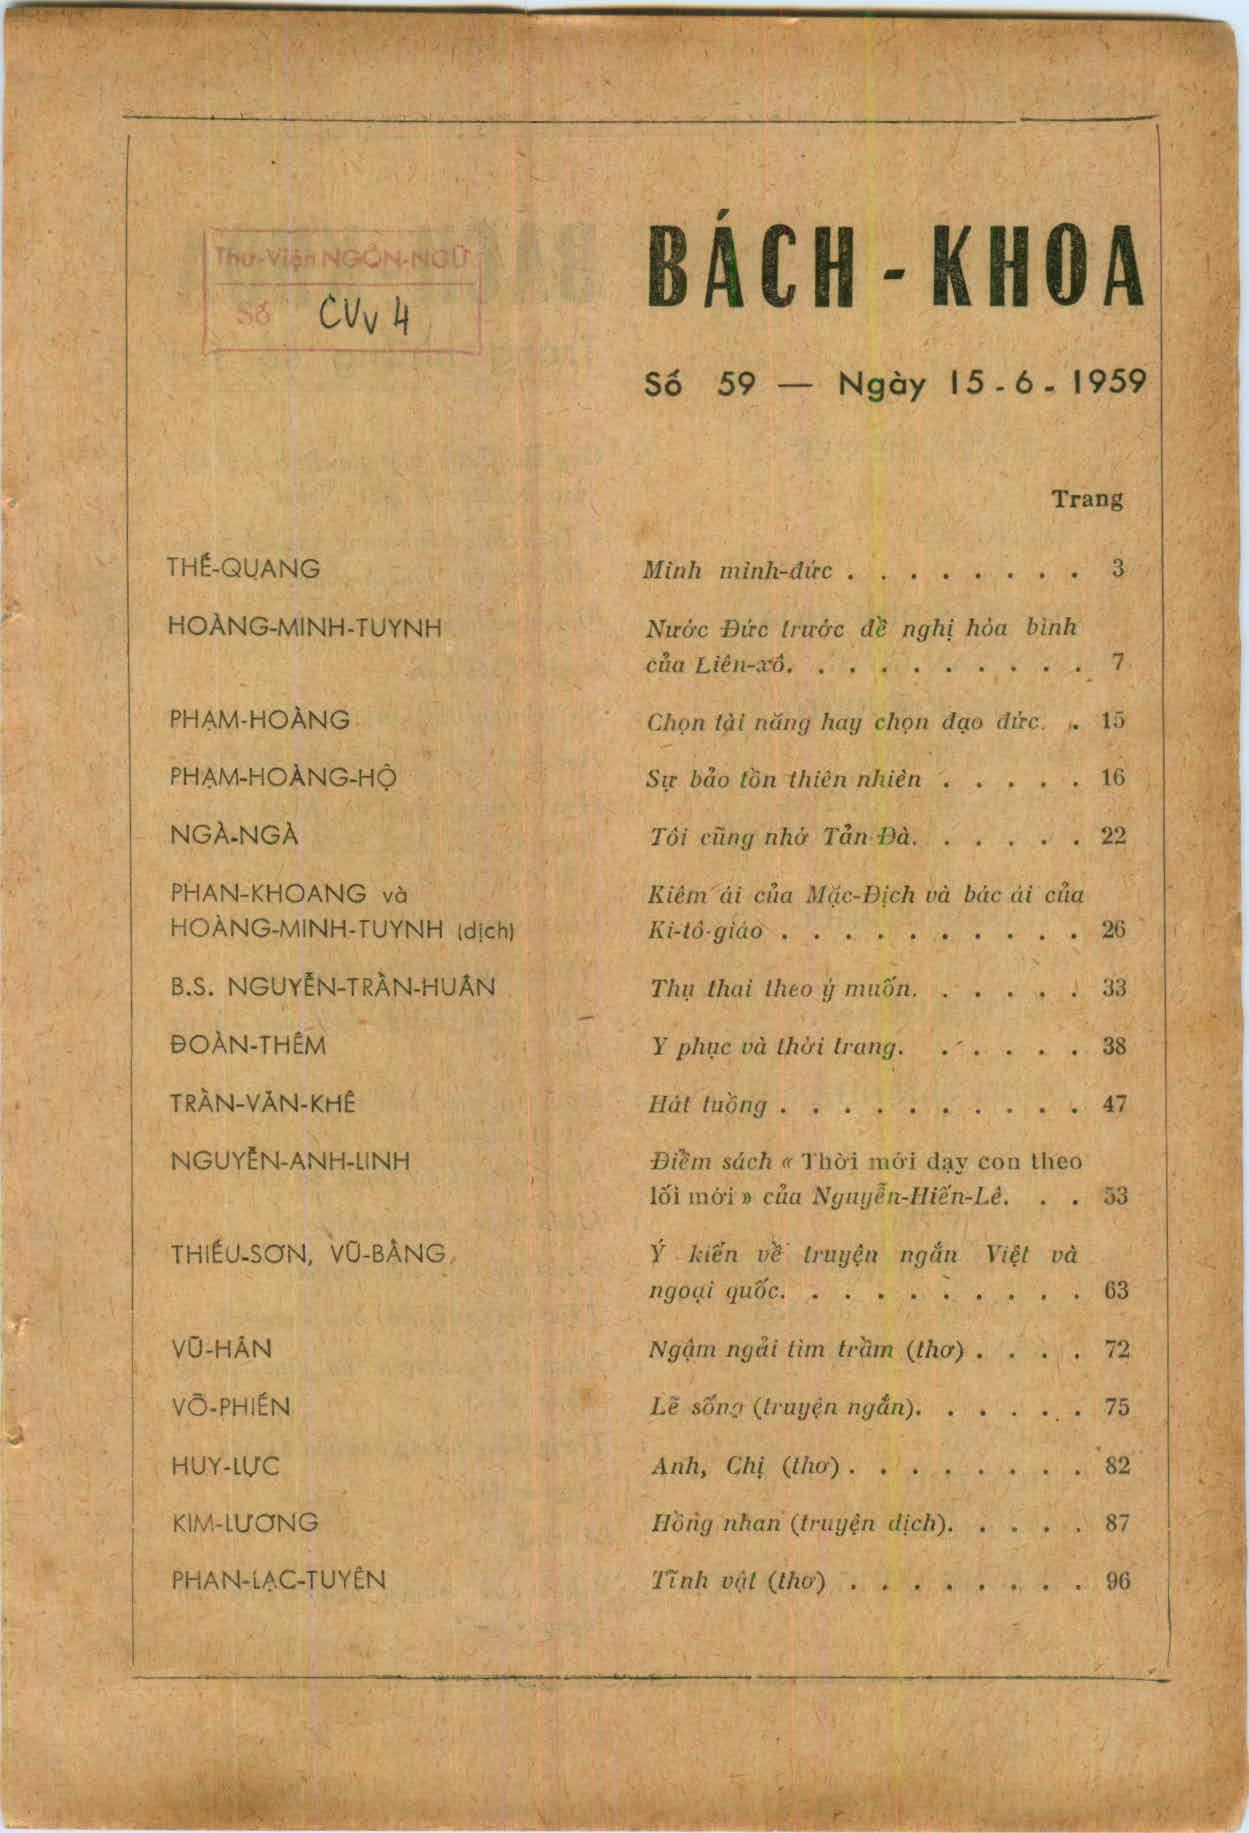 Thư-Viện NGÔN-NGỮ
Số CVv 4
BÁCH - KHOA
Số 59 — Ngày 15 - 6 - 1959
Trang
THẾ-QUANG Minh minh-đức . . . . . . . . 3
HOÀNG-MINH-TUYNH Nước Đức trước đề nghị hòa bình
của Liên-xô. . . . . . . . . . 7
PHẠM-HOÀNG Chọn tài năng hay chọn đạo đức. . 15
PHẠM-HOÀNG-HỘ Sự bảo tồn thiên nhiên . . . . . 16
NGÀ-NGÀ Tôi cũng nhớ Tản-Đà. . . . . . 22
PHAN-KHOANG và Kiêm ái của Mặc-Địch và bác ái của
HOÀNG-MINH-TUYNH (dịch) Ki-tô-giáo . . . . . . . . . . 26
B.S. NGUYỄN-TRẦN-HUÂN Thụ thai theo ý muốn. . . . . . 33
ĐOÀN-THÊM Y phục và thời trang. . . . . . 38
TRẦN-VĂN-KHÊ Hát tuồng . . . . . . . . . . 47
NGUYỄN-ANH-LINH Điểm sách « Thời mới dạy con theo
lối mới » của Nguyễn-Hiến-Lê. . . 53
THIẾU-SƠN, VŨ-BẰNG Ý kiến về truyện ngắn Việt và
ngoại quốc. . . . . . . . . . 63
VŨ-HÂN Ngậm ngải tìm trầm (thơ) . . . . 72
VÕ-PHIẾN Lẽ sống (truyện ngắn). . . . . . 75
HUY-LỰC Anh, Chị (thơ) . . . . . . . . 82
KIM-LƯƠNG Hồng nhan (truyện dịch). . . . . 87
PHAN-LẠC-TUYÊN Tĩnh vật (thơ) . . . . . . . . 96